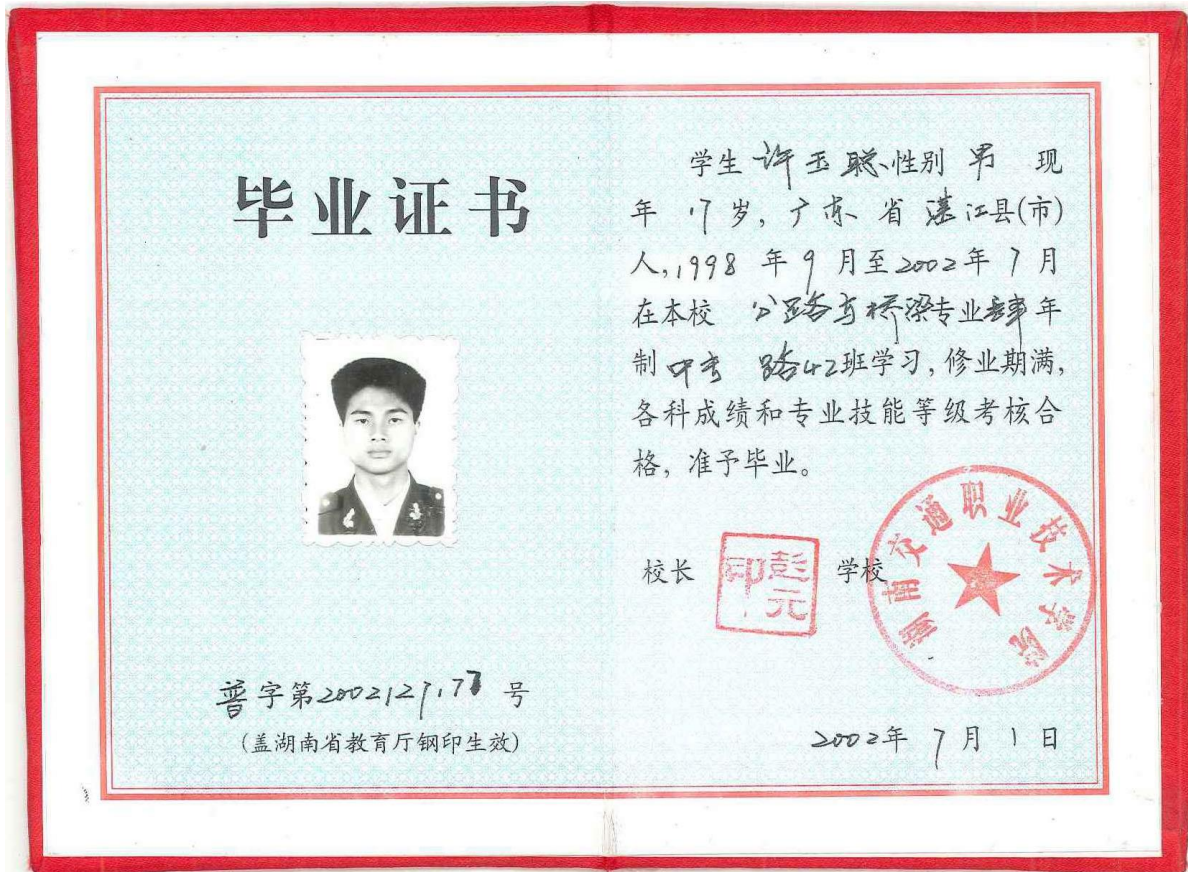 毕业证书
普字第2002127177号
(盖湖南省教育厅钢印生效)
学生 许玉聪 性别 男 现
年 17 岁, 广东 省 湛江县(市)
人,1998 年 9 月至2002年 7 月
在本校 公路与桥梁专业肆年
制中专 路42班学习,修业期满,
各科成绩和专业技能等级考核合
格,准予毕业。
校长 彭元印 学校
湖南交通职业技术学院
2002年 7 月 1 日